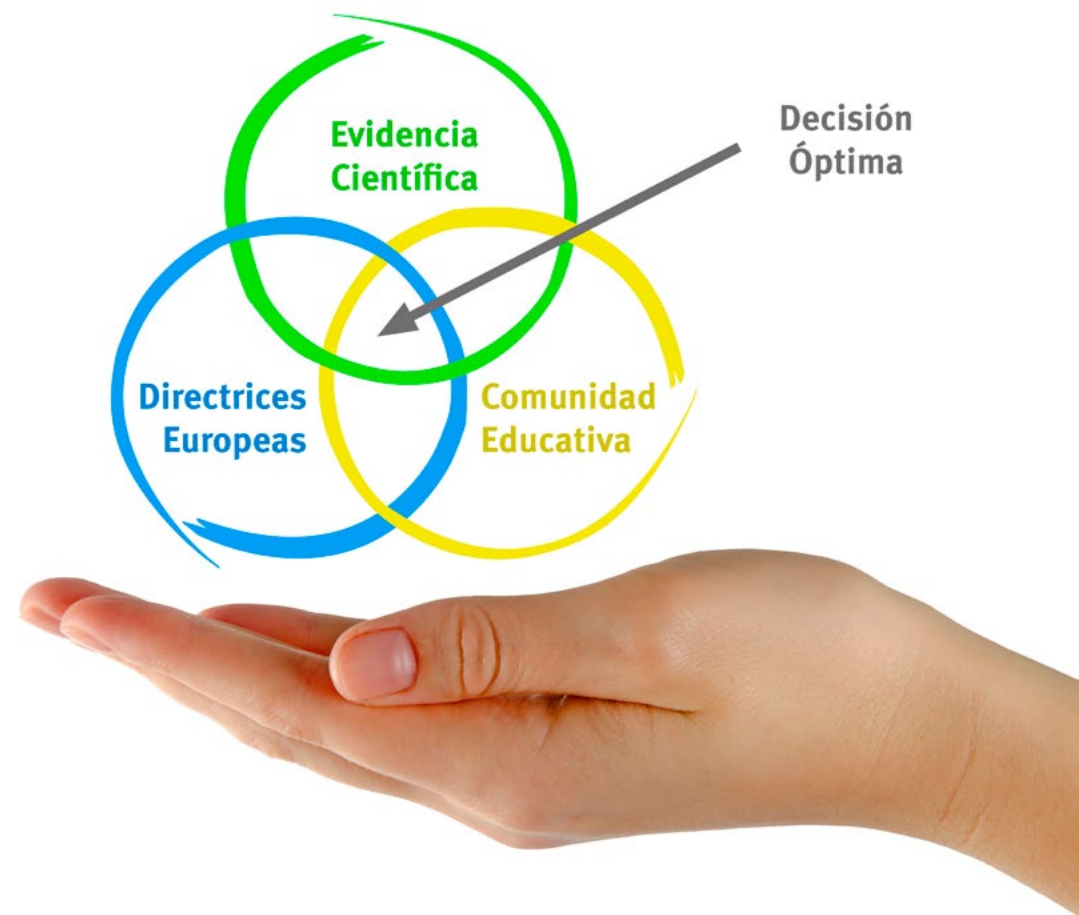 Evidencia
Científica
Decisión
Óptima
Directrices
Europeas
Comunidad
Educativa